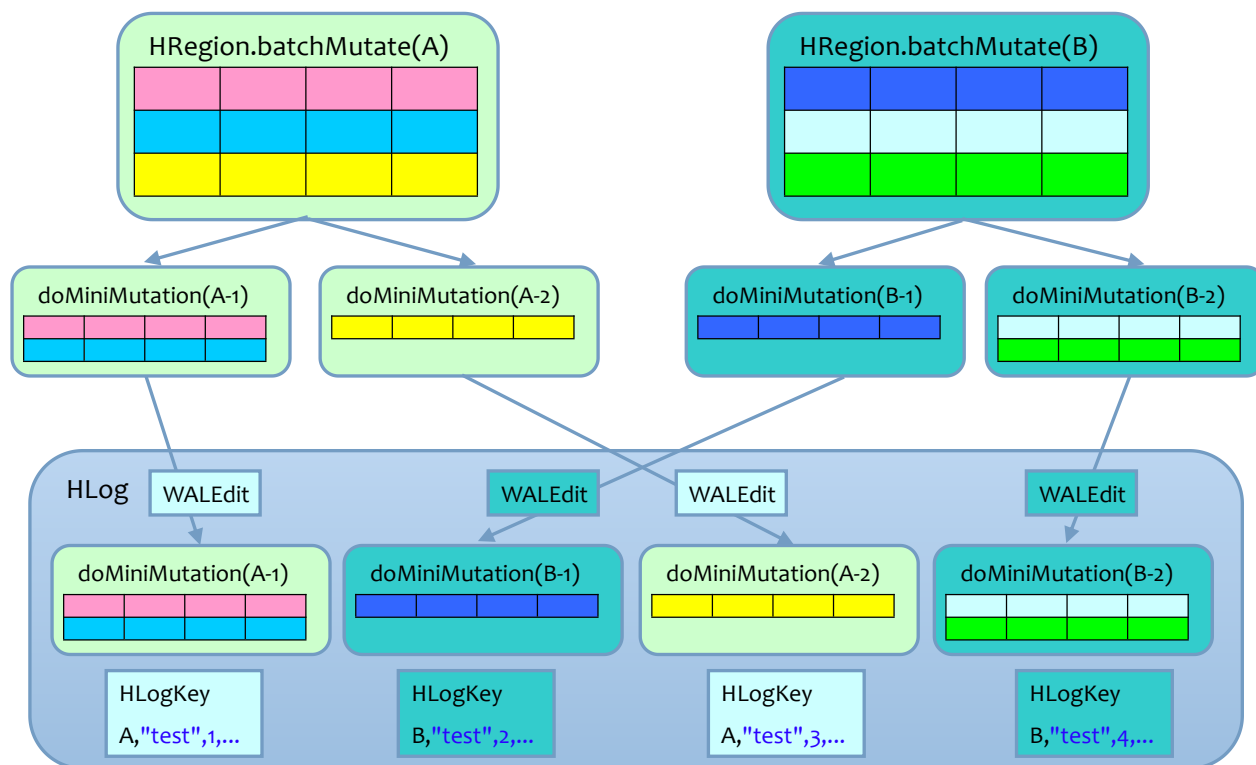 HRegion.batchMutate(A)
HRegion.batchMutate(B)
doMiniMutation(A-1)
doMiniMutation(A-2)
doMiniMutation(B-1)
doMiniMutation(B-2)
HLog
WALEdit
WALEdit
WALEdit
WALEdit
doMiniMutation(A-1)
doMiniMutation(B-1)
doMiniMutation(A-2)
doMiniMutation(B-2)
HLogKey
A,"test",1,...
HLogKey
B,"test",2,...
HLogKey
A,"test",3,...
HLogKey
B,"test",4,...